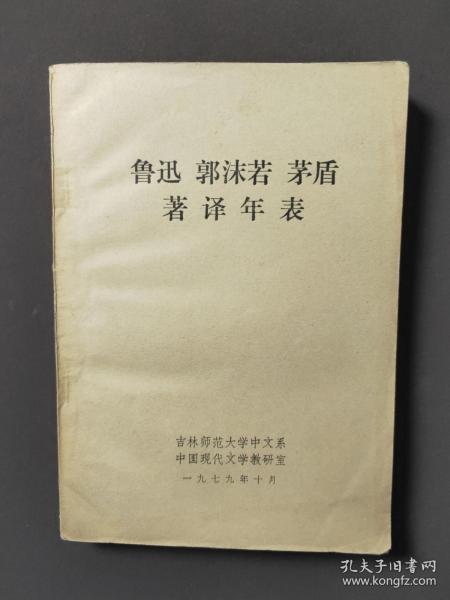 鲁迅 郭沫若 茅盾
著译年表
吉林师范大学中文系
中国现代文学教研室
一九七九年十月
孔夫子旧书网
www.kongfz.com